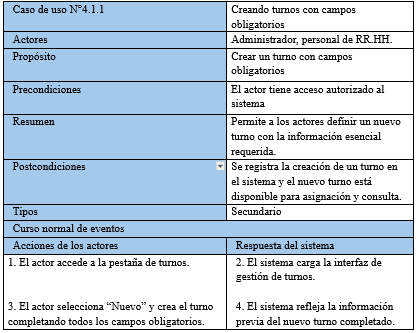 Caso de uso N°4.1.1
Creando turnos con campos
obligatorios
Actores
Administrador, personal de RR.HH.
Propósito
Crear un turno con campos
obligatorios
Precondiciones
El actor tiene acceso autorizado al
sistema
Resumen
Permite a los actores definir un nuevo
turno con la información esencial
requerida.
Postcondiciones
Se registra la creación de un turno en
el sistema y el nuevo turno está
disponible para asignación y consulta.
Tipos
Secundario
Curso normal de eventos
Acciones de los actores
Respuesta del sistema
1. El actor accede a la pestaña de turnos.
2. El sistema carga la interfaz de
gestión de turnos.
3. El actor selecciona “Nuevo” y crea el turno
completando todos los campos obligatorios.
4. El sistema refleja la información
previa del nuevo turno completado.